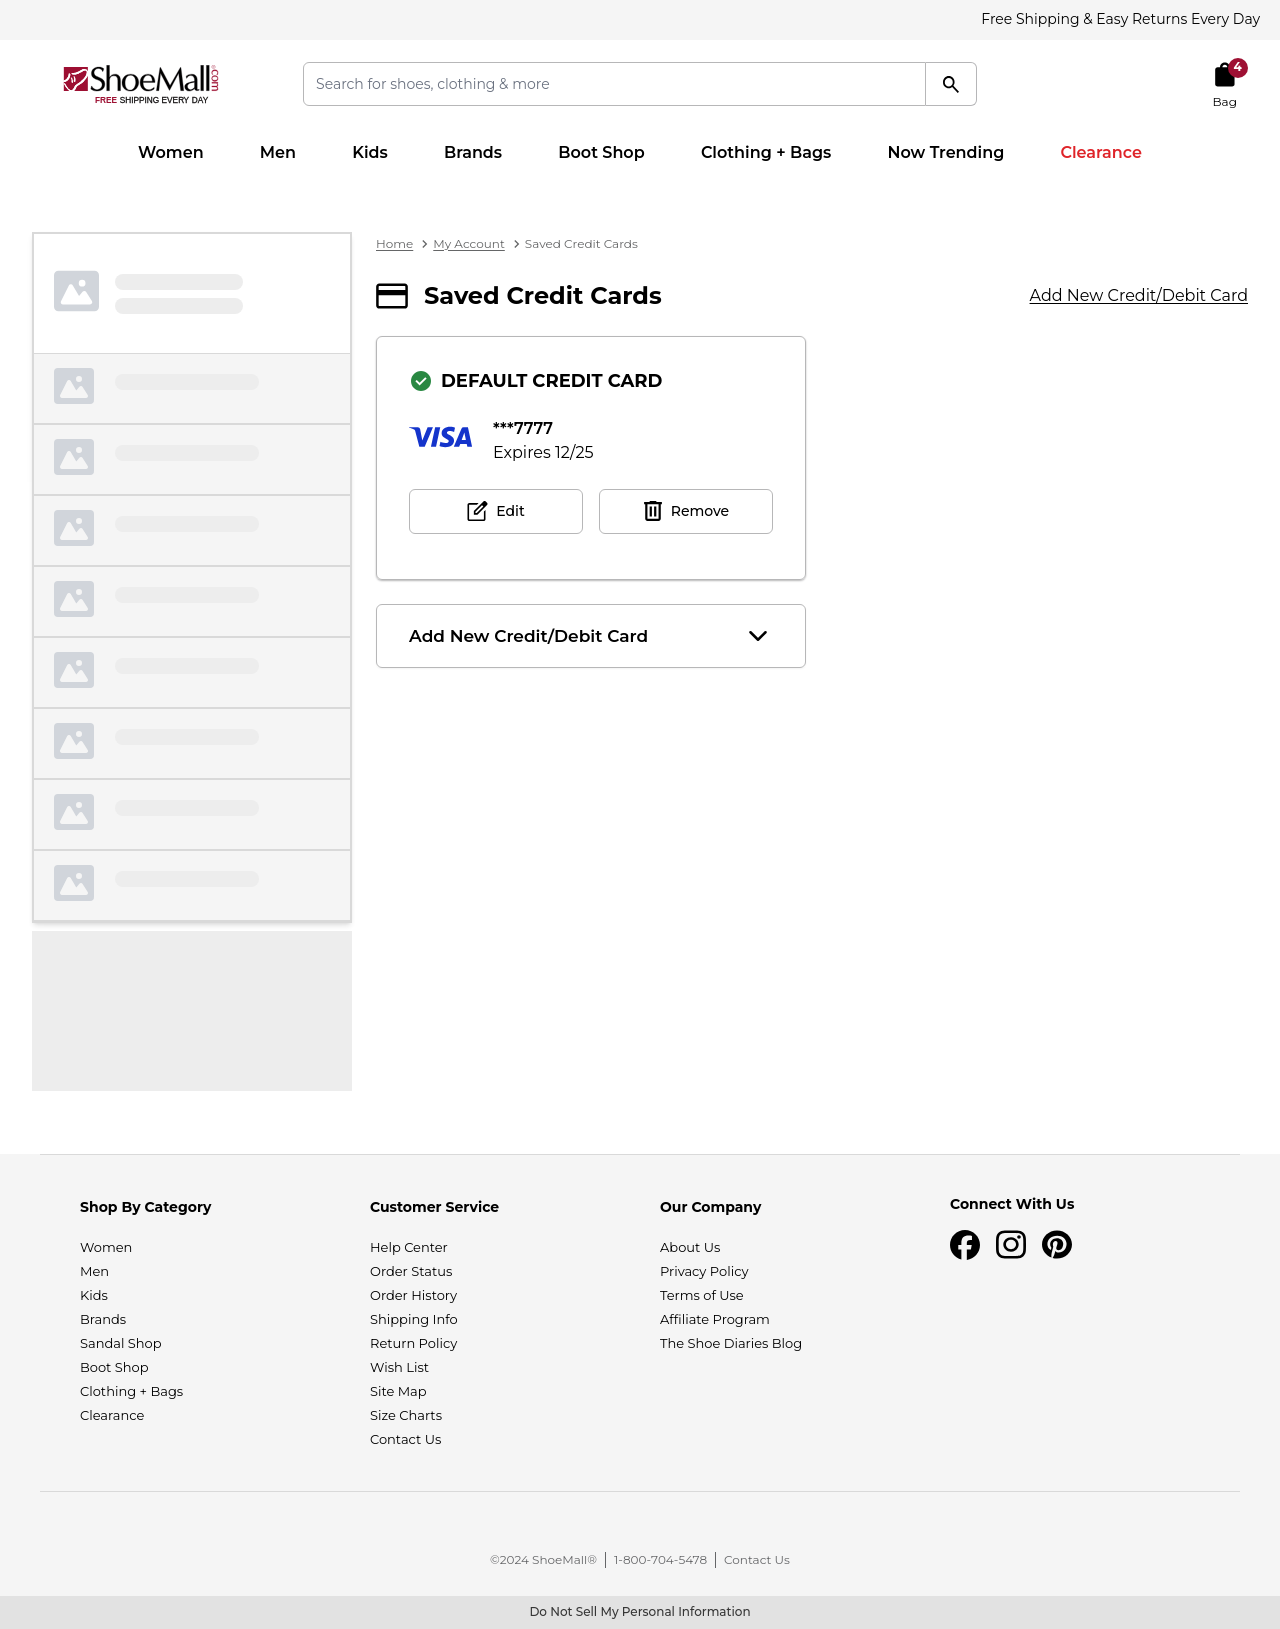 Free Shipping & Easy Returns Every Day
ShoeMall.com
FREE SHIPPING EVERY DAY
Search for shoes, clothing & more
4
Bag
Women
Men
Kids
Brands
Boot Shop
Clothing + Bags
Now Trending
Clearance
Home
My Account
Saved Credit Cards
Saved Credit Cards
Add New Credit/Debit Card
DEFAULT CREDIT CARD
VISA
***7777
Expires 12/25
Edit
Remove
Add New Credit/Debit Card
Shop By Category
Women
Men
Kids
Brands
Sandal Shop
Boot Shop
Clothing + Bags
Clearance
Customer Service
Help Center
Order Status
Order History
Shipping Info
Return Policy
Wish List
Site Map
Size Charts
Contact Us
Our Company
About Us
Privacy Policy
Terms of Use
Affiliate Program
The Shoe Diaries Blog
Connect With Us
©2024 ShoeMall®
1-800-704-5478
Contact Us
Do Not Sell My Personal Information